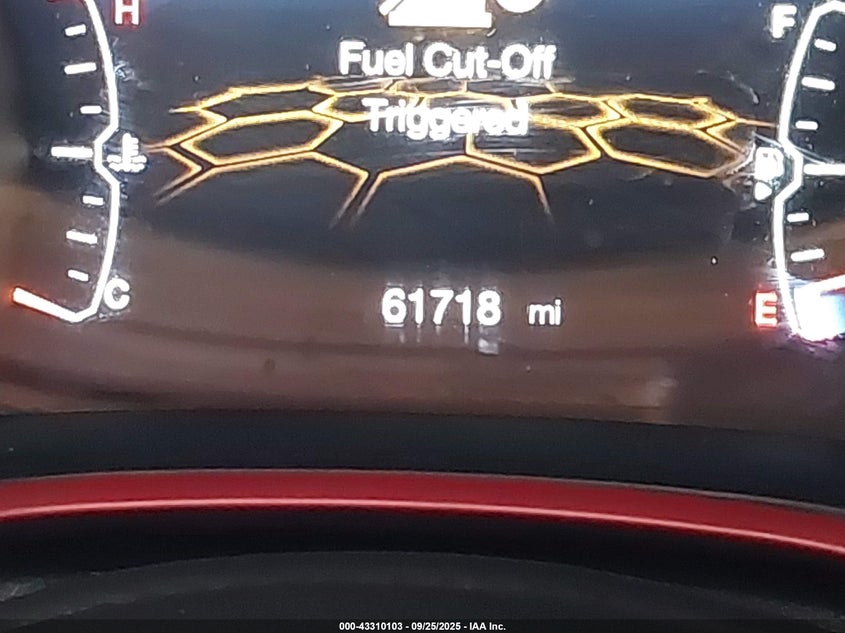 H
F
Fuel Cut-Off
Triggered
C
61718 mi
E
000-43310103 - 09/25/2025 - IAA Inc.